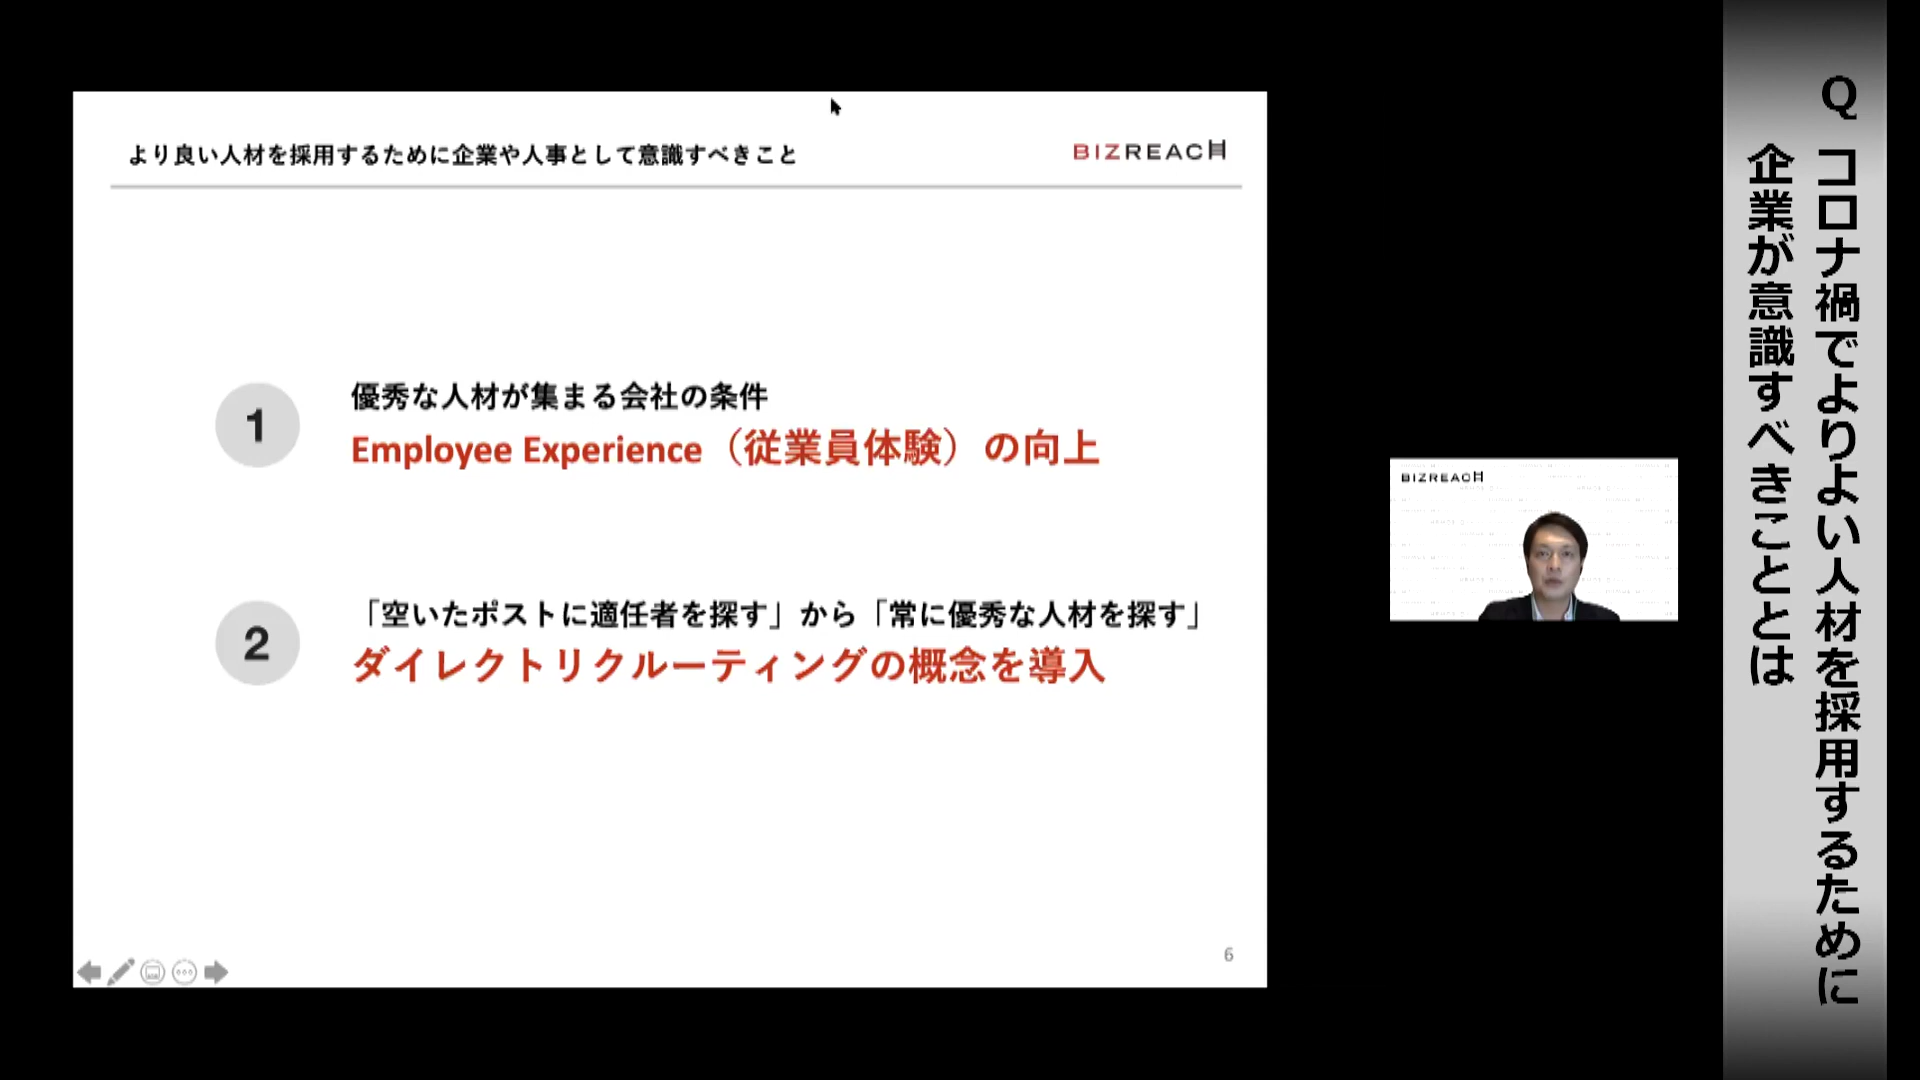 より良い人材を採用するために企業や人事として意識すべきこと
BIZREACH
1
優秀な人材が集まる会社の条件
Employee Experience（従業員体験）の向上
2
「空いたポストに適任者を探す」から「常に優秀な人材を探す」
ダイレクトリクルーティングの概念を導入
6
BIZREACH
Q コロナ禍でよりよい人材を採用するために
企業が意識すべきこととは